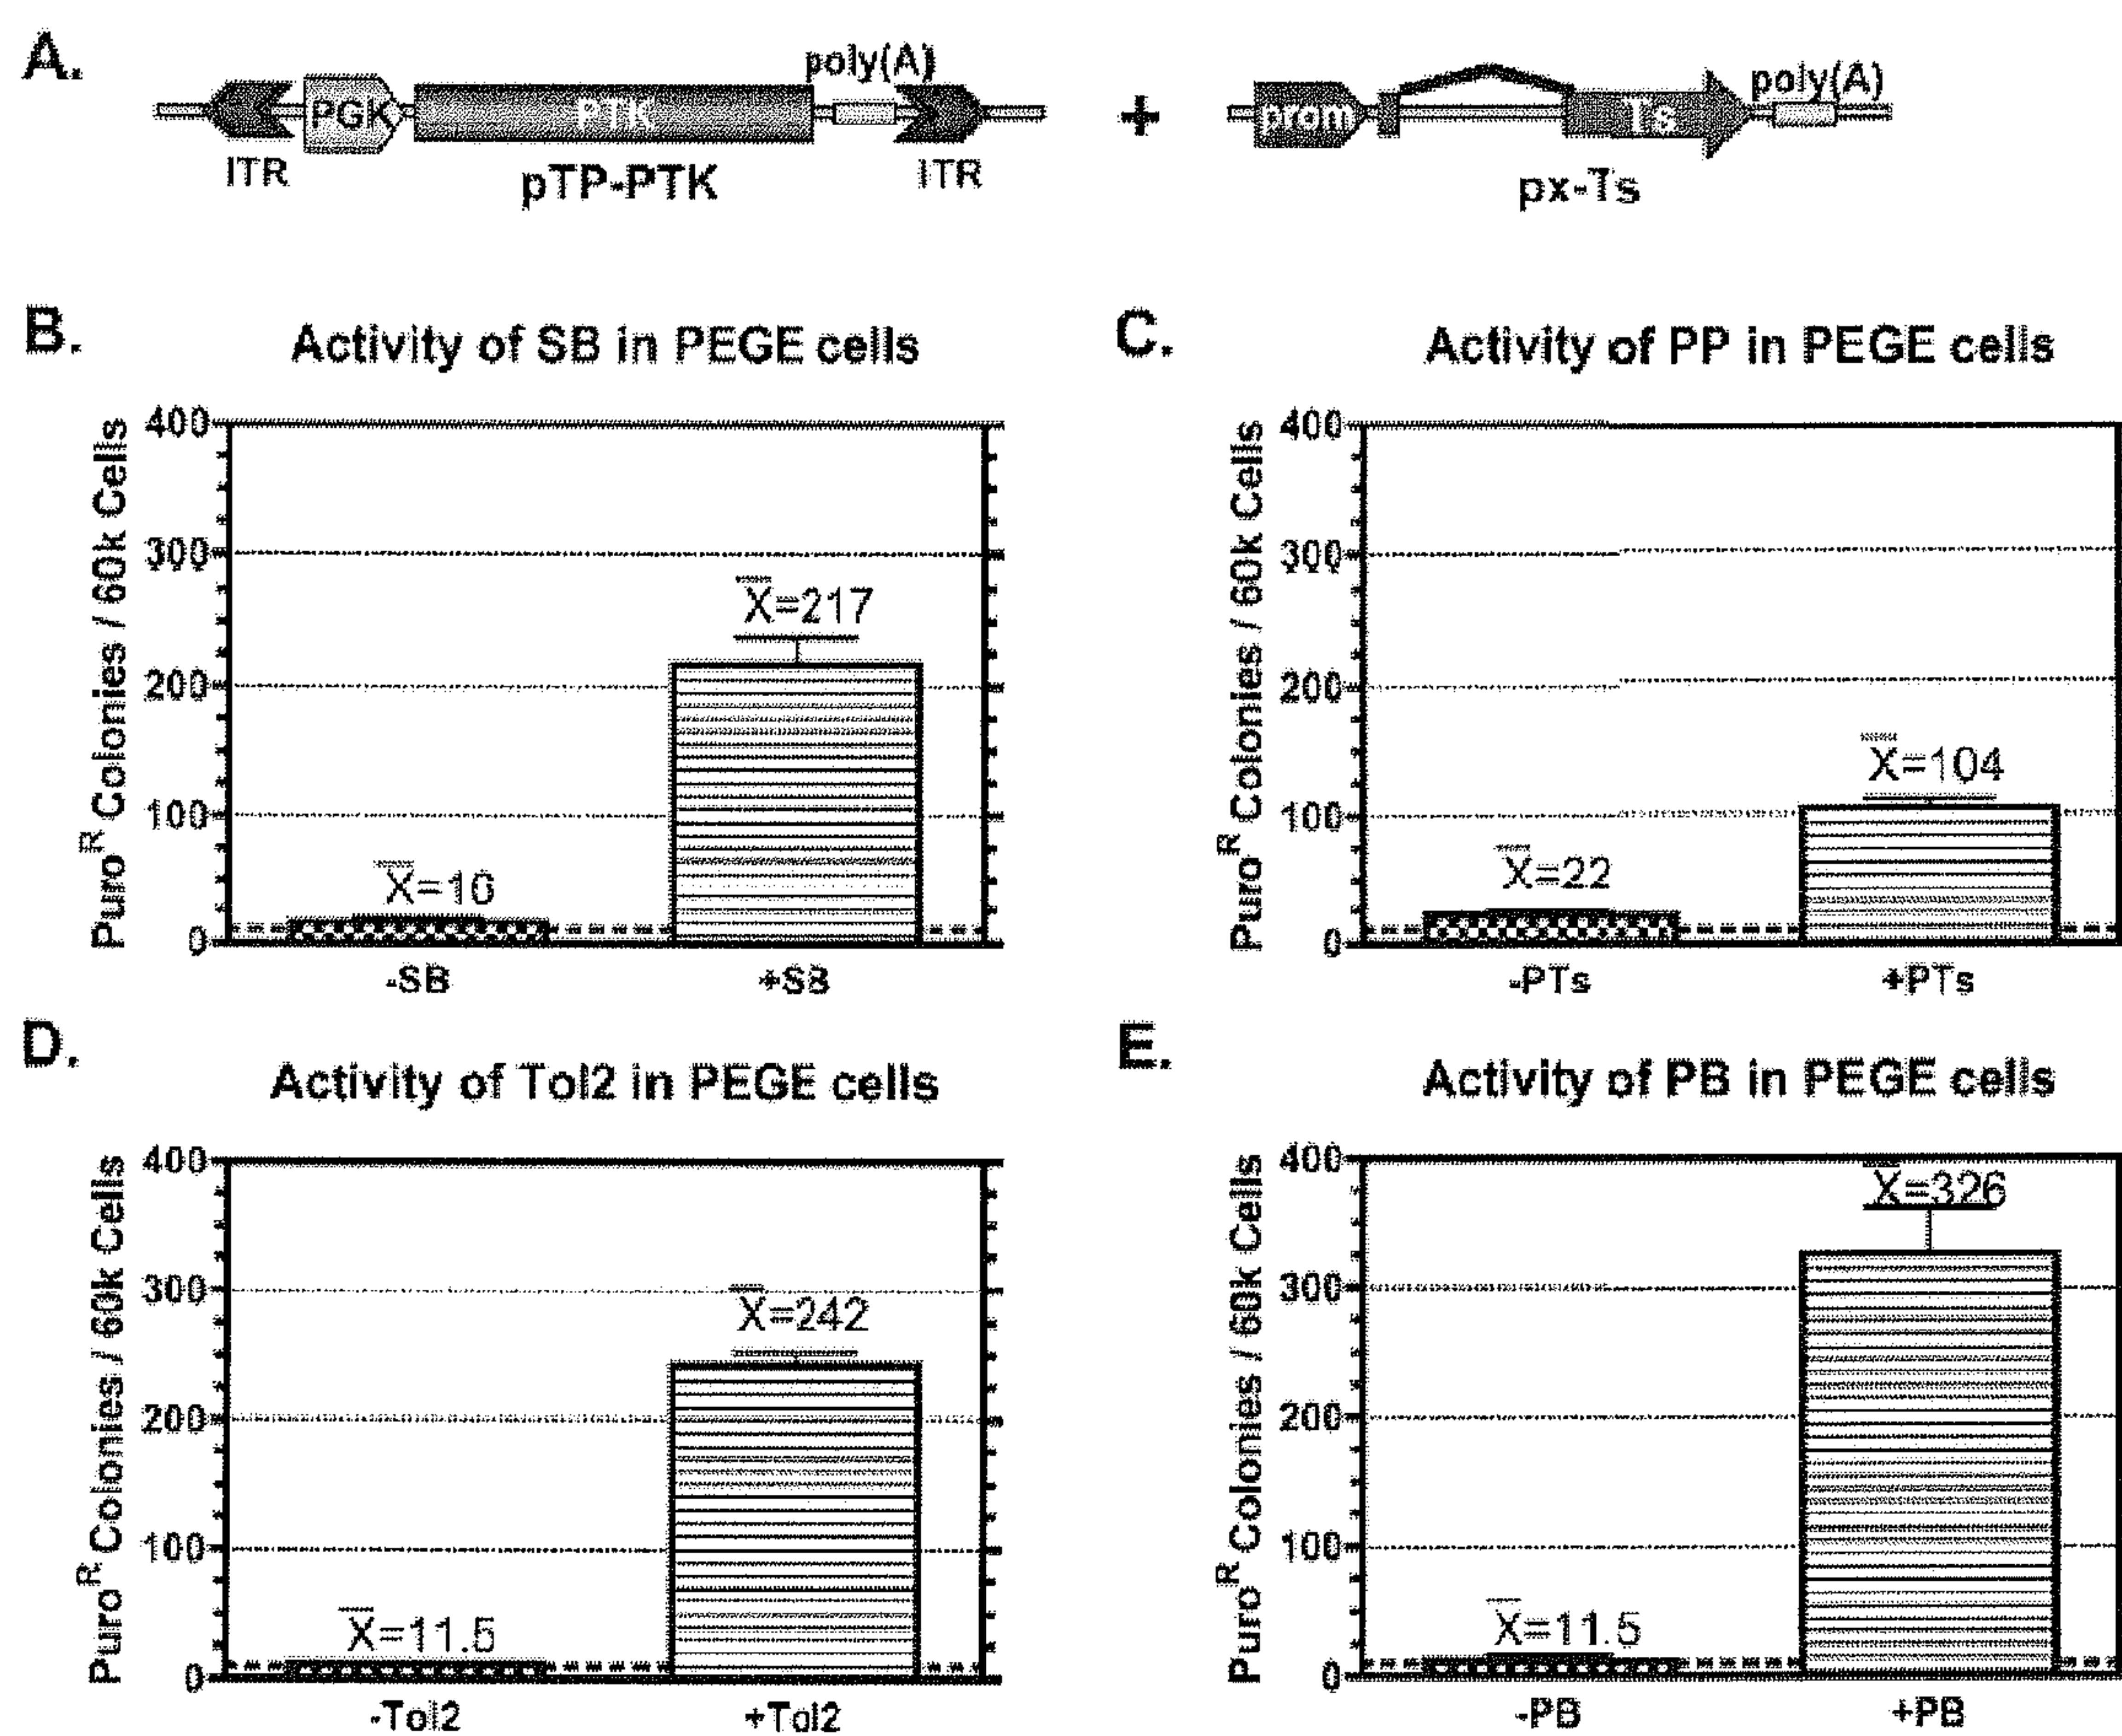 A.
poly(A)
PGK
PTK
ITR
ITR
pTP-PTK
+
prom
Ts
poly(A)
px-Ts
B.
Activity of SB in PEGE cells
Puro^R Colonies / 60k Cells
400
300
200
100
0
X̄=217
-SB
+SB
C.
Activity of PP in PEGE cells
Puro^R Colonies / 60k Cells
400
300
200
100
0
X̄=22
X̄=104
-PTs
+PTs
D.
Activity of Tol2 in PEGE cells
Puro^R Colonies / 60k Cells
400
300
200
100
0
X̄=11.5
X̄=242
-Tol2
+Tol2
E.
Activity of PB in PEGE cells
Puro^R Colonies / 60k Cells
400
300
200
100
0
X̄=11.5
X̄=326
-PB
+PB